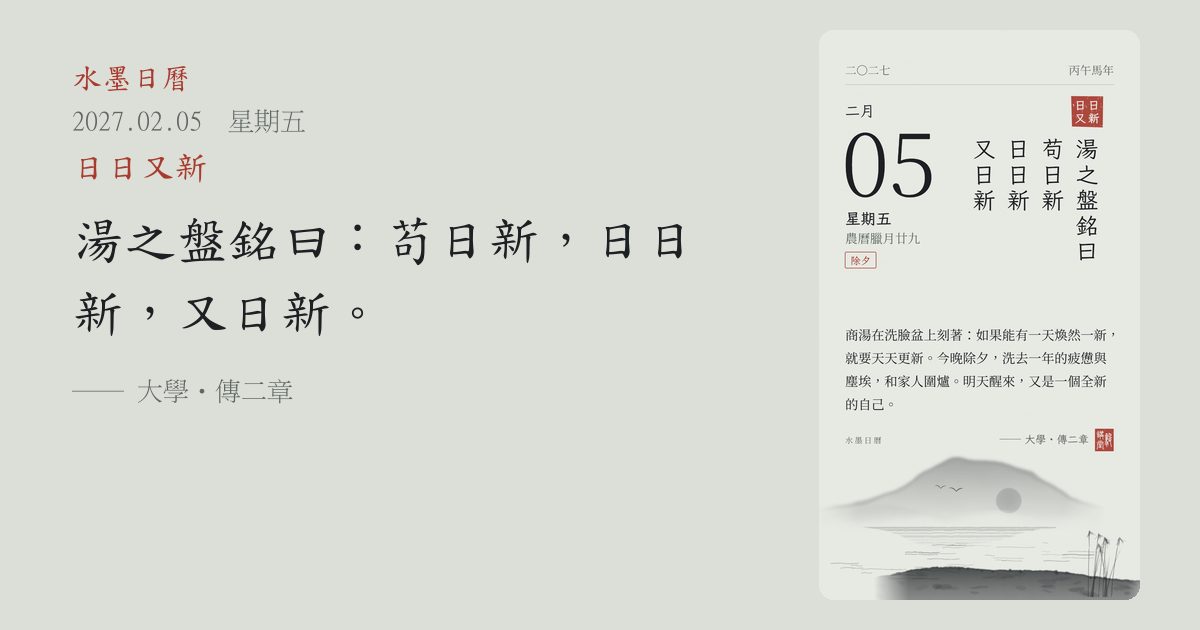 水墨日曆
2027.02.05 星期五
日日又新
湯之盤銘曰：苟日新，日日
新，又日新。
—— 大學・傳二章
二〇二七
丙午馬年
二月
05
星期五
農曆臘月廿九
除夕
日日又新
湯之盤銘曰
苟日新
日日新
又日新
商湯在洗臉盆上刻著：如果能有一天煥然一新，
就要天天更新。今晚除夕，洗去一年的疲憊與
塵埃，和家人圍爐。明天醒來，又是一個全新
的自己。
水墨日曆
—— 大學・傳二章